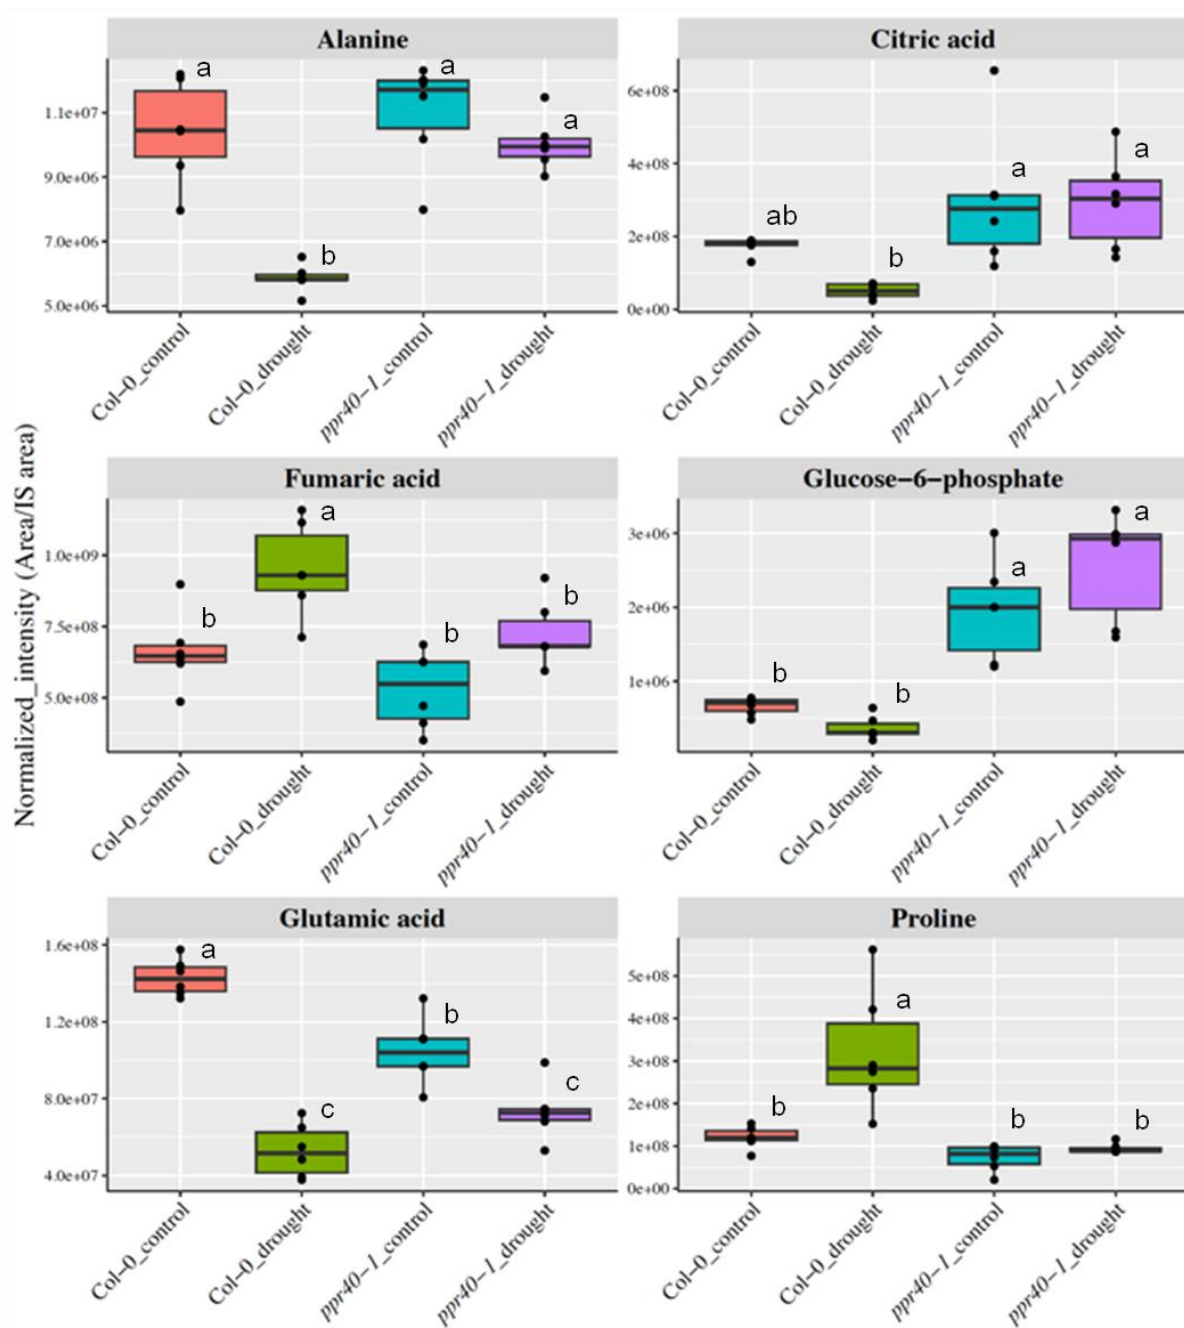 Normalized_intensity (Area/IS area)
Alanine
a
b
a
a
1.1e+07
9.0e+06
7.0e+06
5.0e+06
Col-0_control
Col-0_drought
ppr40-1_control
ppr40-1_drought
Citric acid
ab
b
a
a
6e+08
4e+08
2e+08
0e+00
Col-0_control
Col-0_drought
ppr40-1_control
ppr40-1_drought
Fumaric acid
b
a
b
b
1.0e+09
7.5e+08
5.0e+08
Col-0_control
Col-0_drought
ppr40-1_control
ppr40-1_drought
Glucose-6-phosphate
b
b
a
a
3e+06
2e+06
1e+06
Col-0_control
Col-0_drought
ppr40-1_control
ppr40-1_drought
Glutamic acid
a
c
b
c
1.6e+08
1.2e+08
8.0e+07
4.0e+07
Col-0_control
Col-0_drought
ppr40-1_control
ppr40-1_drought
Proline
b
a
b
b
5e+08
4e+08
3e+08
2e+08
1e+08
0e+00
Col-0_control
Col-0_drought
ppr40-1_control
ppr40-1_drought